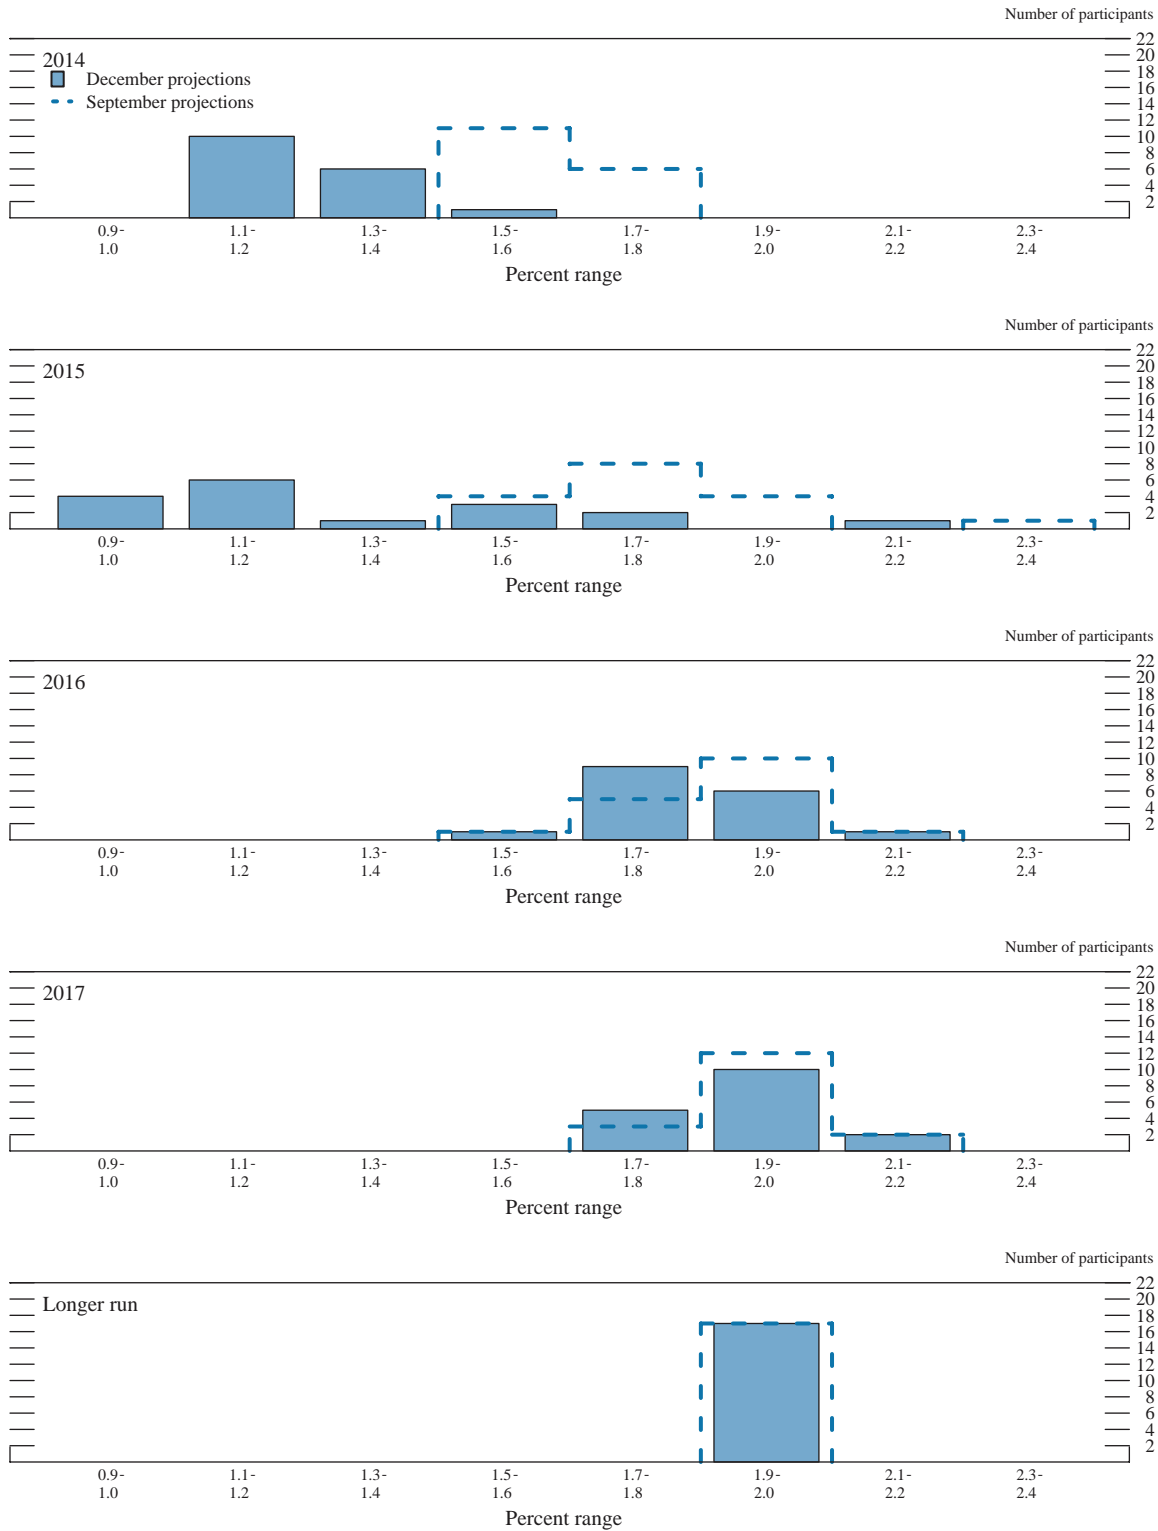 Number of participants
2014
December projections
September projections
22
20
18
16
14
12
10
8
6
4
2
0.9- 1.1- 1.3- 1.5- 1.7- 1.9- 2.1- 2.3-
1.0 1.2 1.4 1.6 1.8 2.0 2.2 2.4
Percent range
Number of participants
2015
22
20
18
16
14
12
10
8
6
4
2
0.9- 1.1- 1.3- 1.5- 1.7- 1.9- 2.1- 2.3-
1.0 1.2 1.4 1.6 1.8 2.0 2.2 2.4
Percent range
Number of participants
2016
22
20
18
16
14
12
10
8
6
4
2
0.9- 1.1- 1.3- 1.5- 1.7- 1.9- 2.1- 2.3-
1.0 1.2 1.4 1.6 1.8 2.0 2.2 2.4
Percent range
Number of participants
2017
22
20
18
16
14
12
10
8
6
4
2
0.9- 1.1- 1.3- 1.5- 1.7- 1.9- 2.1- 2.3-
1.0 1.2 1.4 1.6 1.8 2.0 2.2 2.4
Percent range
Number of participants
Longer run
22
20
18
16
14
12
10
8
6
4
2
0.9- 1.1- 1.3- 1.5- 1.7- 1.9- 2.1- 2.3-
1.0 1.2 1.4 1.6 1.8 2.0 2.2 2.4
Percent range